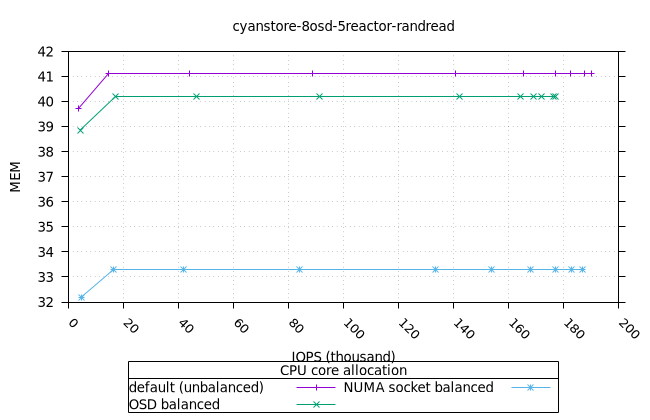 cyanstore-8osd-5reactor-randread
42
41
40
39
38
37
36
35
34
33
32
MEM
0 20 40 60 80 100 120 140 160 180 200
IOPS (thousand)
CPU core allocation
default (unbalanced) NUMA socket balanced
OSD balanced